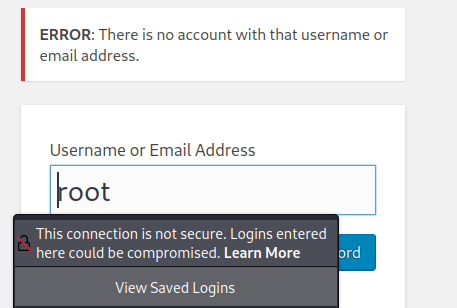 ERROR: There is no account with that username or
email address.
Username or Email Address
root
This connection is not secure. Logins entered
here could be compromised. Learn More
ord
View Saved Logins